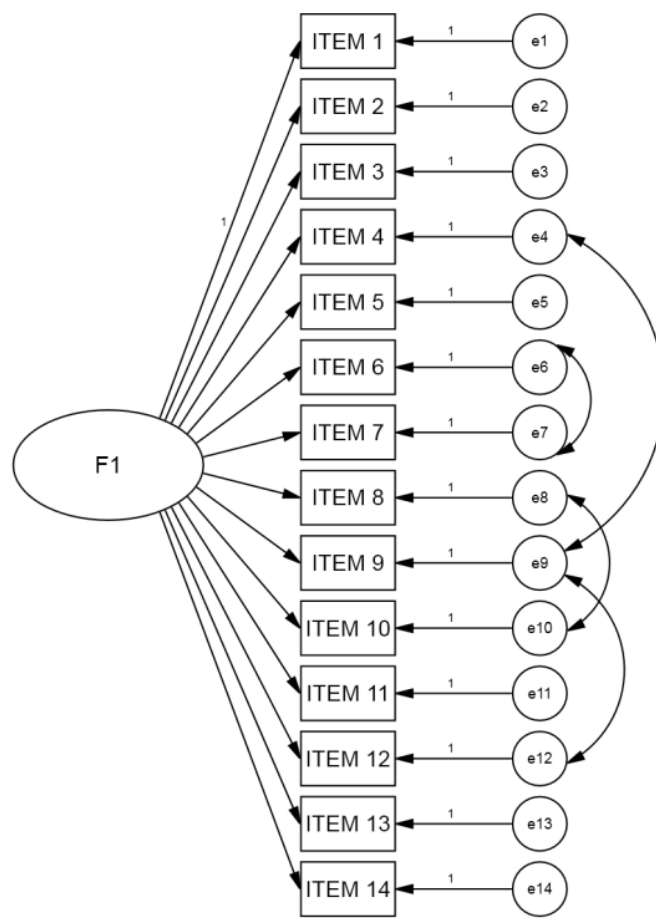 ITEM 1 1 e1
ITEM 2 1 e2
ITEM 3 1 e3
1
ITEM 4 1 e4
ITEM 5 1 e5
ITEM 6 1 e6
ITEM 7 1 e7
F1
ITEM 8 1 e8
ITEM 9 1 e9
ITEM 10 1 e10
ITEM 11 1 e11
ITEM 12 1 e12
ITEM 13 1 e13
ITEM 14 1 e14